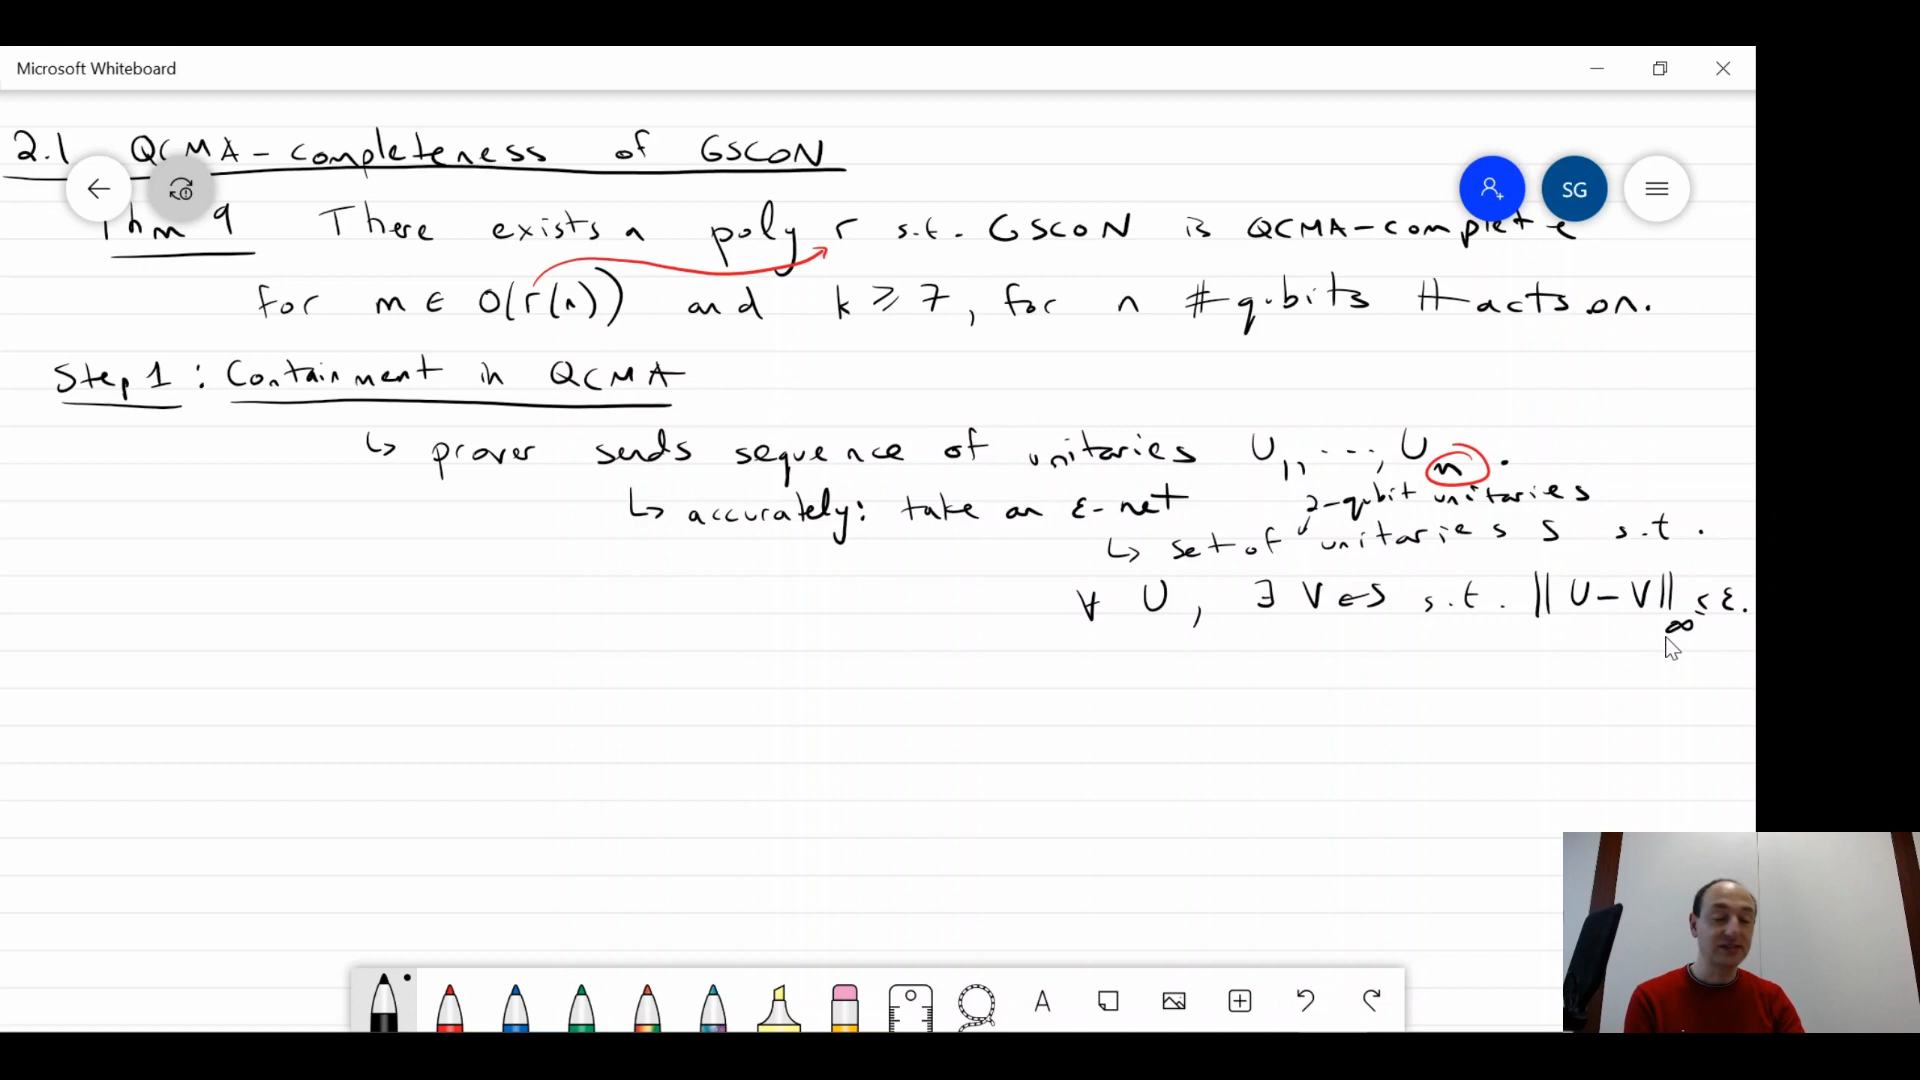 Microsoft Whiteboard
2.1 QCMA - completeness of GSCON
Thm 9 There exists a poly r s.t. GSCON is QCMA-complete
for m ∈ O(r(n)) and k ≥ 7, for n #qubits H acts on.
Step 1 : Containment in QCMA
↳ prover sends sequence of unitaries U₁, ..., Uₘ.
↳ accurately: take an ε-net
2-qubit unitaries
↳ set of unitaries S s.t.
∀ U, ∃ V ∈ S s.t. ||U-V||∞ ≤ ε.
SG
A